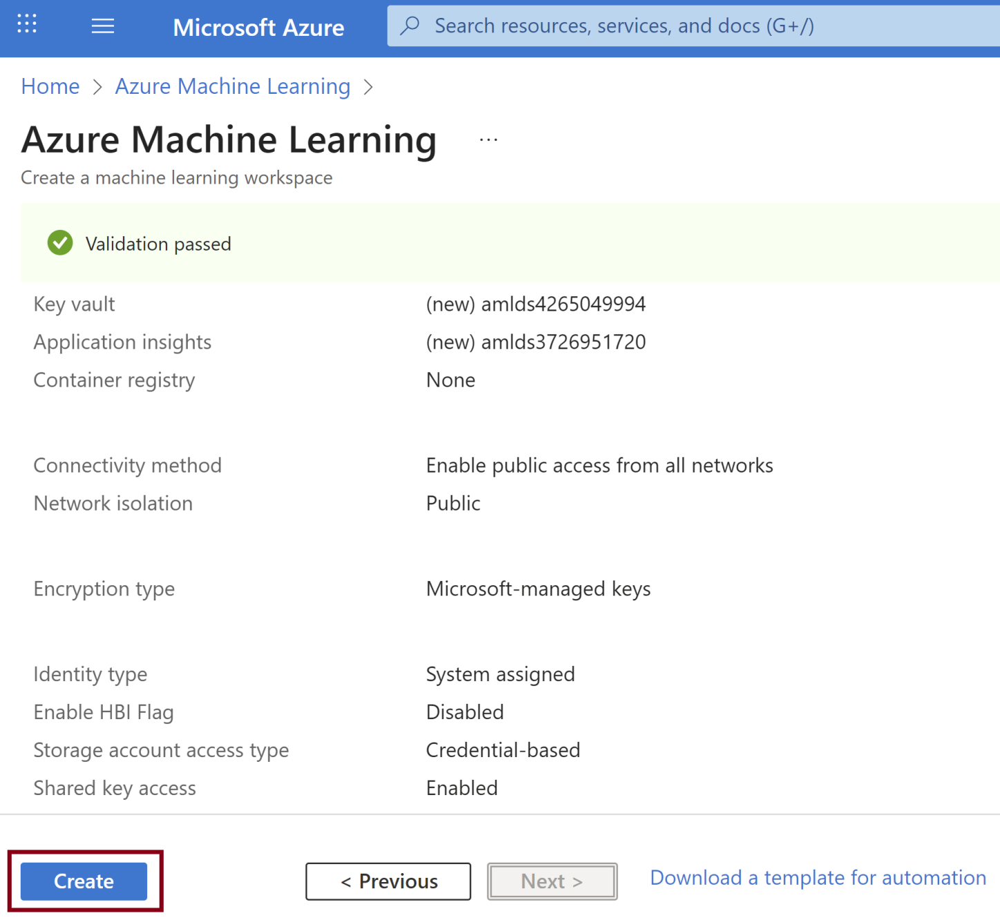 Microsoft Azure
Search resources, services, and docs (G+/)
Home > Azure Machine Learning >
Azure Machine Learning ...
Create a machine learning workspace
Validation passed
Key vault (new) amlds4265049994
Application insights (new) amlds3726951720
Container registry None
Connectivity method Enable public access from all networks
Network isolation Public
Encryption type Microsoft-managed keys
Identity type System assigned
Enable HBI Flag Disabled
Storage account access type Credential-based
Shared key access Enabled
Create < Previous Next > Download a template for automation